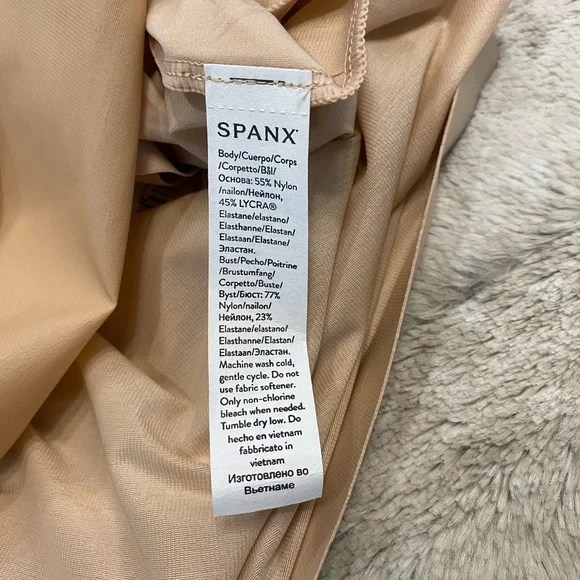 SPANX®
Body/Cuerpo/Corps
/Corpetto/Bål/
Основа: 55% Nylon
/nailon/Нейлон,
45% LYCRA®
Elastane/elastano/
Elasthanne/Elastan/
Elastaan/Elastane/
Эластан.
Bust/Pecho/Poitrine
/Brustumfang/
Corpetto/Buste/
Byst/Бюст: 77%
Nylon/nailon/
Нейлон, 23%
Elastane/elastano/
Elasthanne/Elastan/
Elastaan/Эластан.
Machine wash cold,
gentle cycle. Do not
use fabric softener.
Only non-chlorine
bleach when needed.
Tumble dry low. Do
hecho en vietnam
fabbricato in
vietnam
Изготовлено во
Вьетнаме